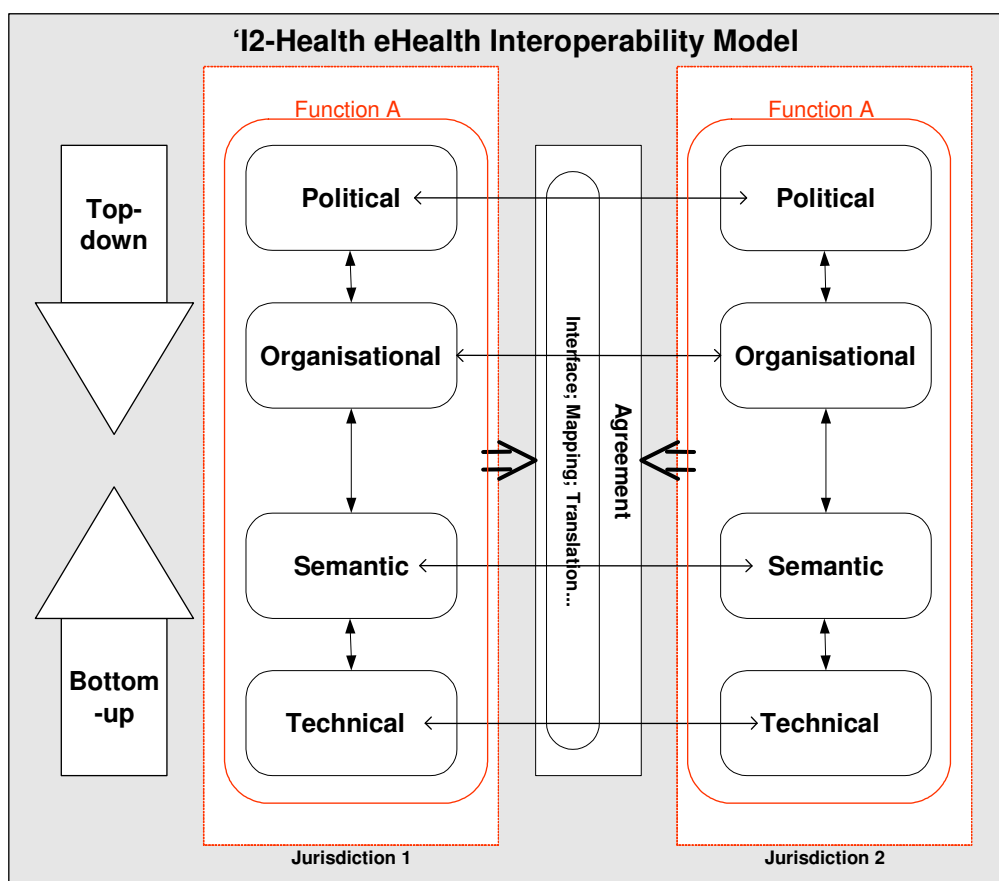 ‘I2-Health eHealth Interoperability Model
Function A
Function A
Top-
down
Political
Political
Organisational
Organisational
Interface; Mapping; Translation...
Agreement
Semantic
Semantic
Bottom
-up
Technical
Technical
Jurisdiction 1
Jurisdiction 2